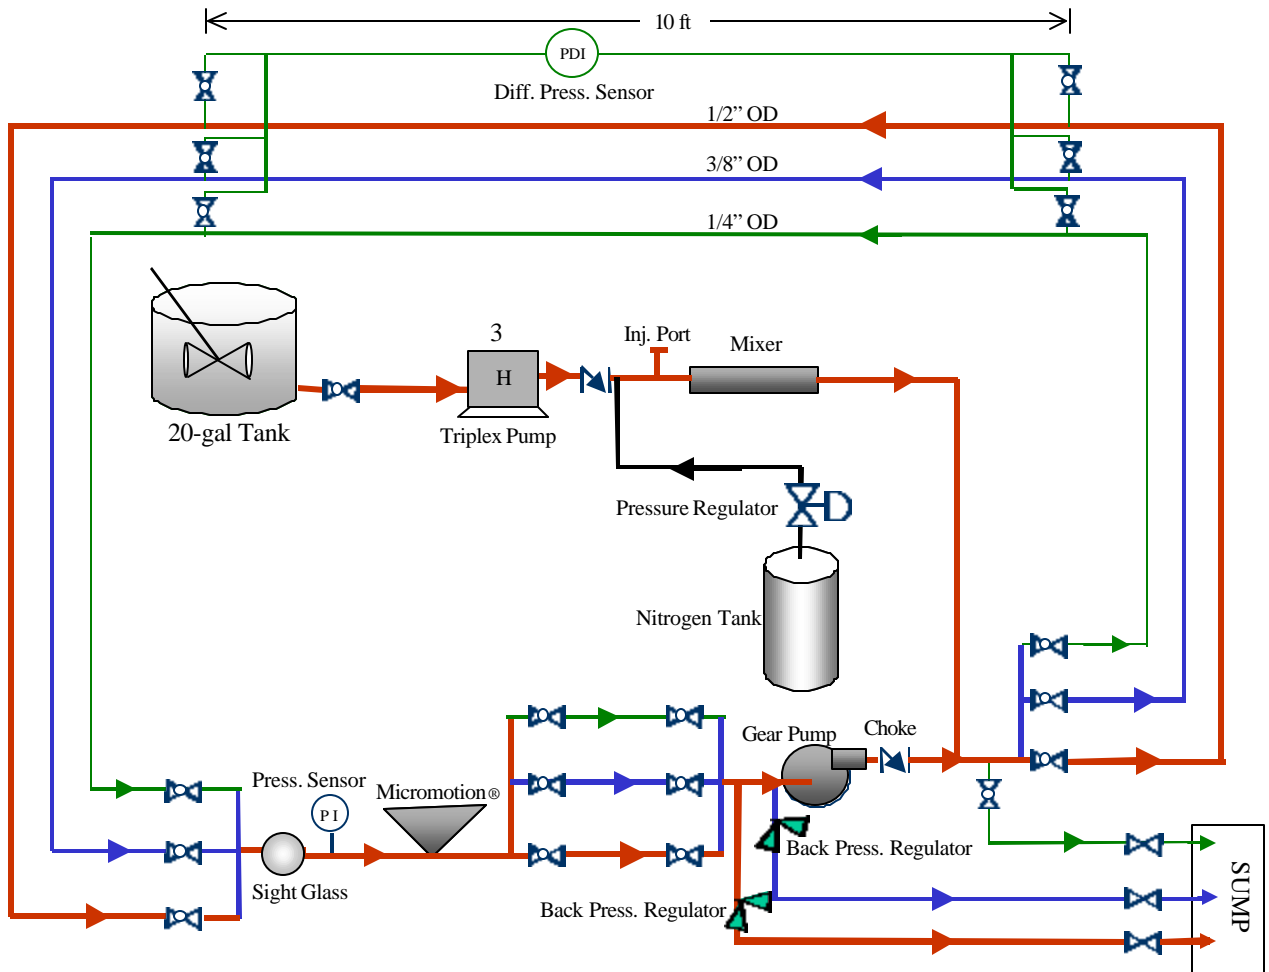 10 ft
PDI
Diff. Press. Sensor
1/2” OD
3/8” OD
1/4” OD
3
Inj. Port
Mixer
H
20-gal Tank
Triplex Pump
Pressure Regulator
Nitrogen Tank
Gear Pump
Choke
Press. Sensor
Micromotion®
P I
Back Press. Regulator
Sight Glass
Back Press. Regulator
SUMP